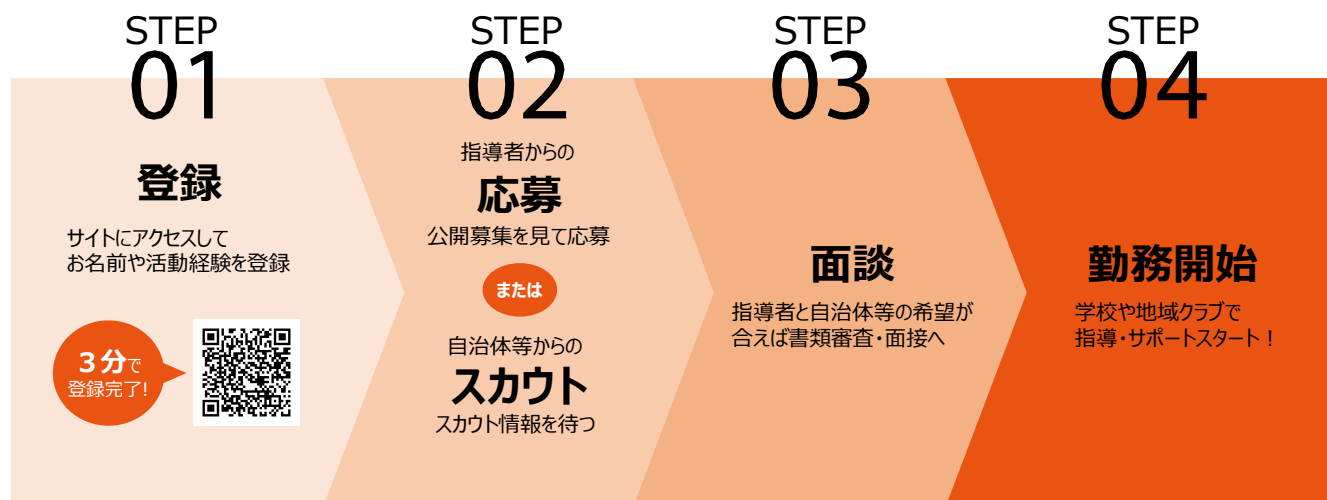 STEP
01
登録
サイトにアクセスして
お名前や活動経験を登録
3分で
登録完了!
STEP
02
指導者からの
応募
公開募集を見て応募
または
自治体等からの
スカウト
スカウト情報を待つ
STEP
03
面談
指導者と自治体等の希望が
合えば書類審査・面接へ
STEP
04
勤務開始
学校や地域クラブで
指導・サポートスタート！